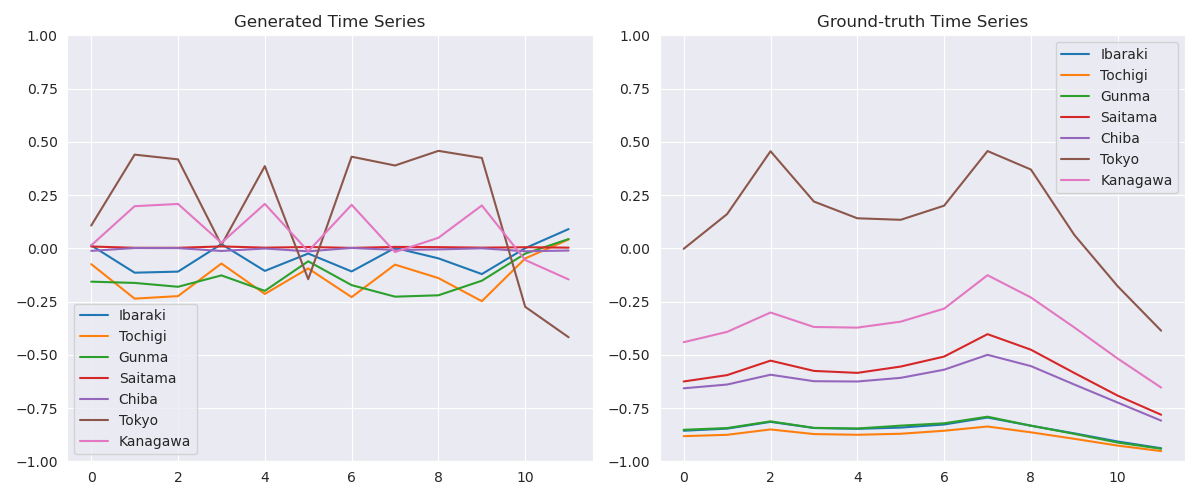 Generated Time Series
1.00
0.75
0.50
0.25
0.00
−0.25
−0.50
−0.75
−1.00
0 2 4 6 8 10
Ibaraki
Tochigi
Gunma
Saitama
Chiba
Tokyo
Kanagawa
Ground-truth Time Series
1.00
0.75
0.50
0.25
0.00
−0.25
−0.50
−0.75
−1.00
0 2 4 6 8 10
Ibaraki
Tochigi
Gunma
Saitama
Chiba
Tokyo
Kanagawa